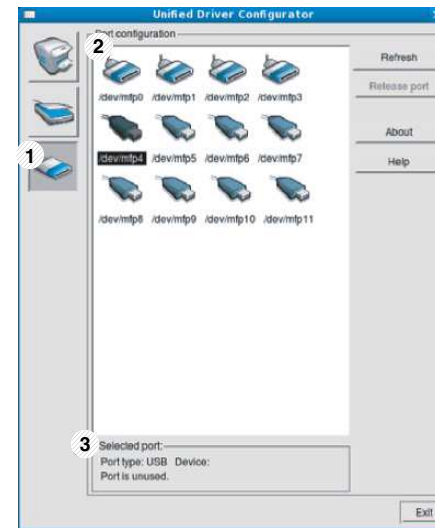 Unified Driver Configurator
2
Port configuration
Refresh
/dev/mfp0 /dev/mfp1 /dev/mfp2 /dev/mfp3
Release port
About
1
/dev/mfp4 /dev/mfp5 /dev/mfp6 /dev/mfp7
Help
/dev/mfp8 /dev/mfp9 /dev/mfp10 /dev/mfp11
3
Selected port:
Port type: USB Device:
Port is unused.
Exit